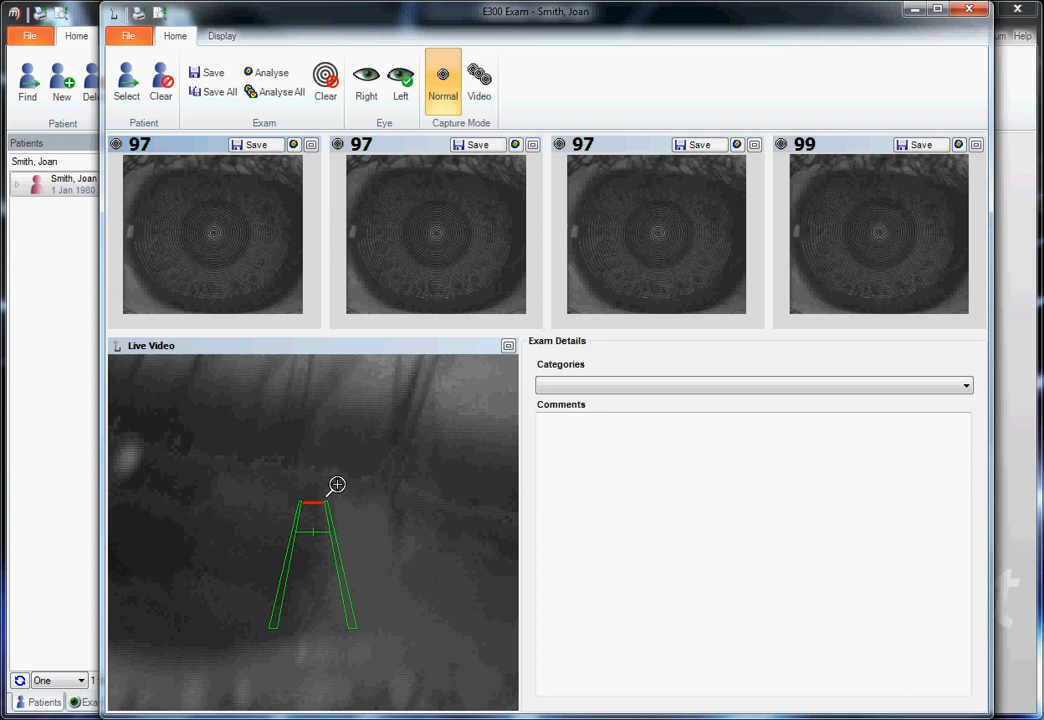 E300 Exam - Smith, Joan
File
Home
File
Home
Display
Help
Find
New
Select
Clear
Save
Save All
Analyse
Analyse All
Clear
Right
Left
Normal
Video
Patient
Patient
Exam
Eye
Capture Mode
Patients
97
Save
97
Save
97
Save
99
Save
Smith, Joan
Smith, Joan
1 Jan 1980
Live Video
Exam Details
Categories
Comments
One
1
Patients